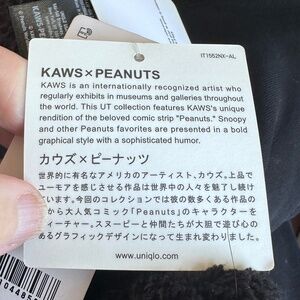 IT1552NX-AL
KAWS×PEANUTS
KAWS is an internationally recognized artist who
regularly exhibits in museums and galleries throughout
the world. This UT collection features KAWS's unique
rendition of the beloved comic strip "Peanuts." Snoopy
and other Peanuts favorites are presented in a bold
graphical style with a sophisticated humor.
カウズ×ピーナッツ
世界的に有名なアメリカのアーティスト、カウズ。上品で
ユーモアを感じさせる作品は世界中の人々を魅了し続け
ています。今回のコレクションでは彼の数多くある作品の
から大人気コミック「Peanuts」のキャラクターを
ィーチャー。スヌーピーと仲間たちが大胆で遊び心の
あるグラフィックデザインになって生まれ変わりました。
www.uniqlo.com